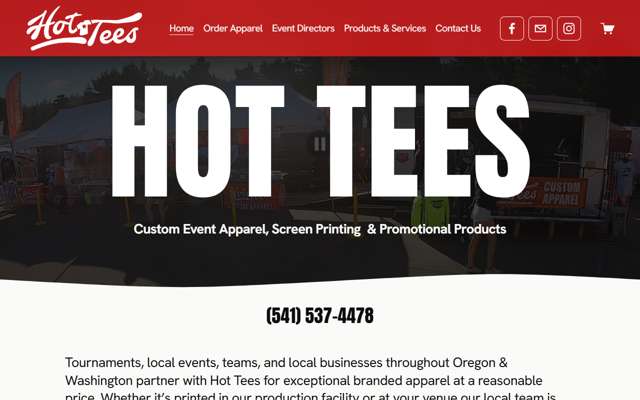 Hot Tees
Home Order Apparel Event Directors Products & Services Contact Us
HOT TEES
CUSTOM APPAREL
Custom Event Apparel, Screen Printing & Promotional Products
(541) 537-4478
Tournaments, local events, teams, and local businesses throughout Oregon &
Washington partner with Hot Tees for exceptional branded apparel at a reasonable
price. Whether it's printed in our production facility or at your venue our local team is